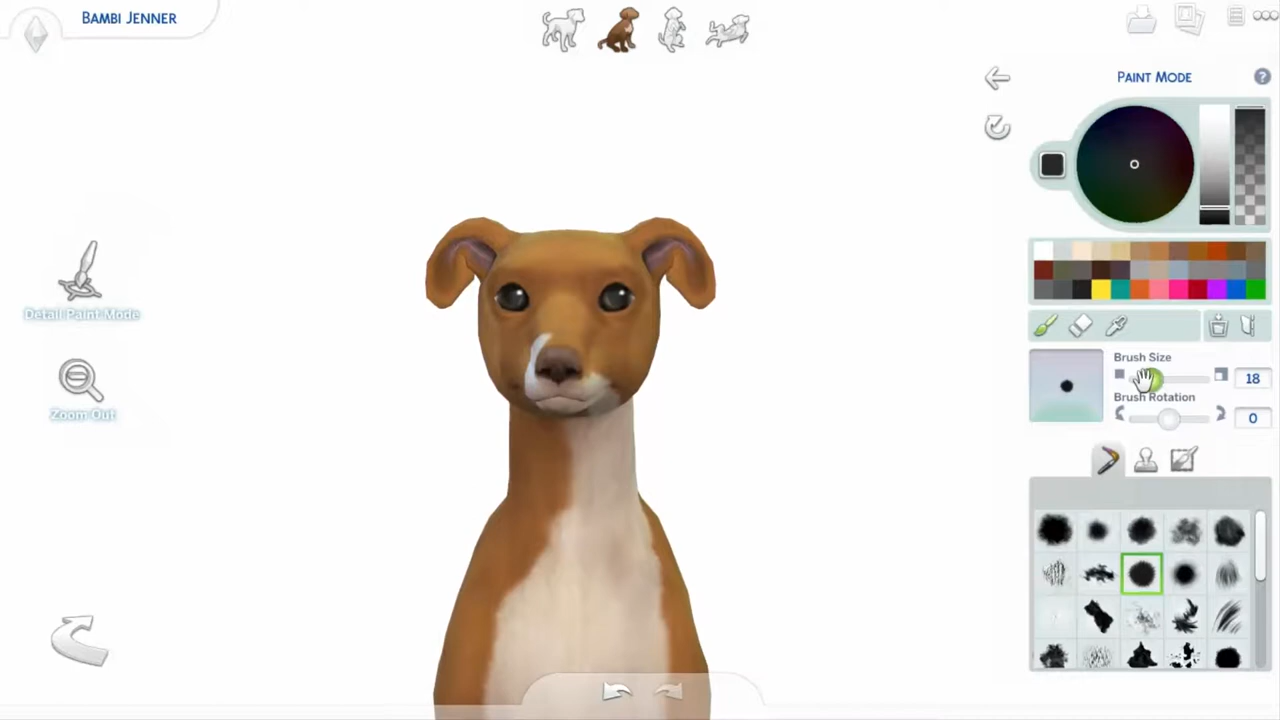 BAMBI JENNER
PAINT MODE
?
Detail Paint Mode
Zoom Out
Brush Size
18
Brush Rotation
0